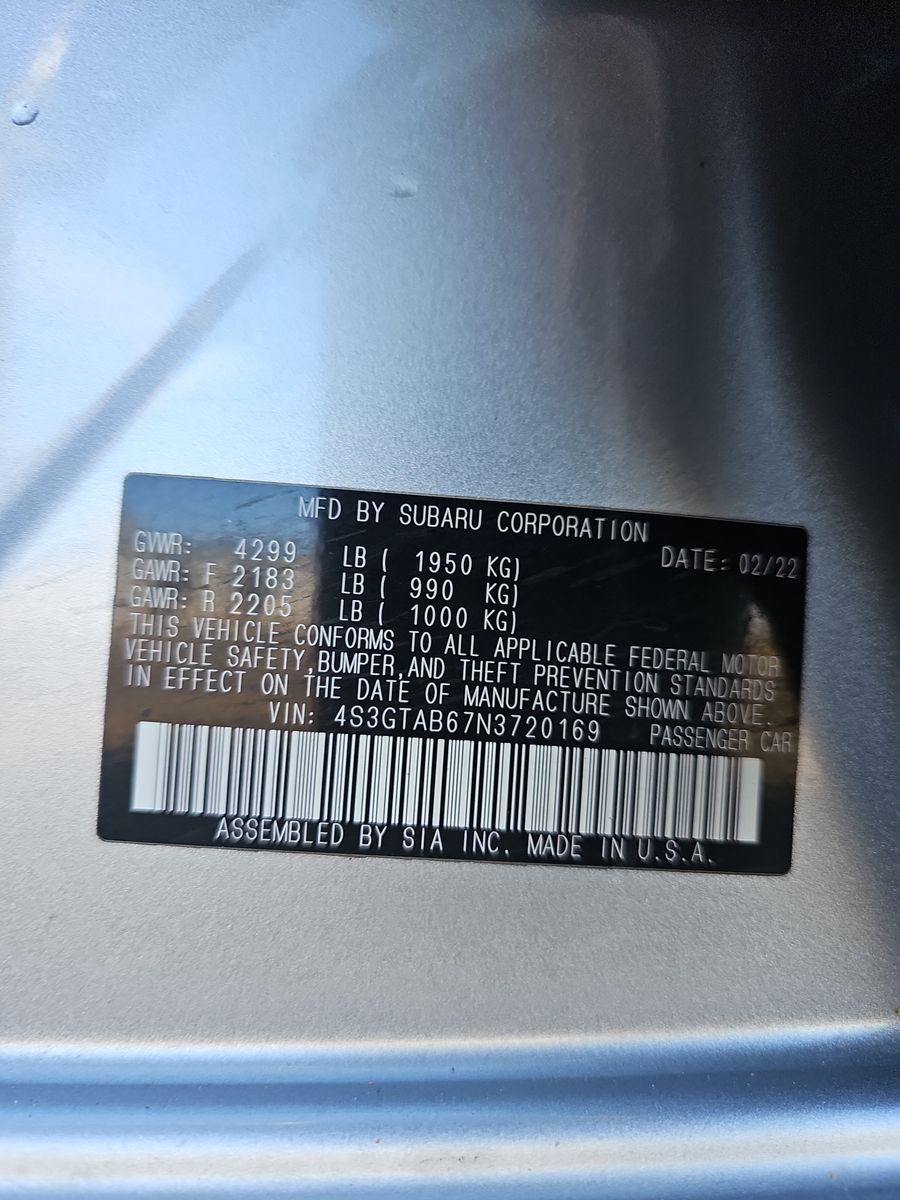 MFD BY SUBARU CORPORATION
GVWR: 4299 LB ( 1950 KG) DATE: 02/22
GAWR: F 2183 LB ( 990 KG)
GAWR: R 2205 LB ( 1000 KG)
THIS VEHICLE CONFORMS TO ALL APPLICABLE FEDERAL MOTOR
VEHICLE SAFETY,BUMPER,AND THEFT PREVENTION STANDARDS
IN EFFECT ON THE DATE OF MANUFACTURE SHOWN ABOVE.
VIN: 4S3GTAB67N3720169 PASSENGER CAR
ASSEMBLED BY SIA INC. MADE IN U.S.A.